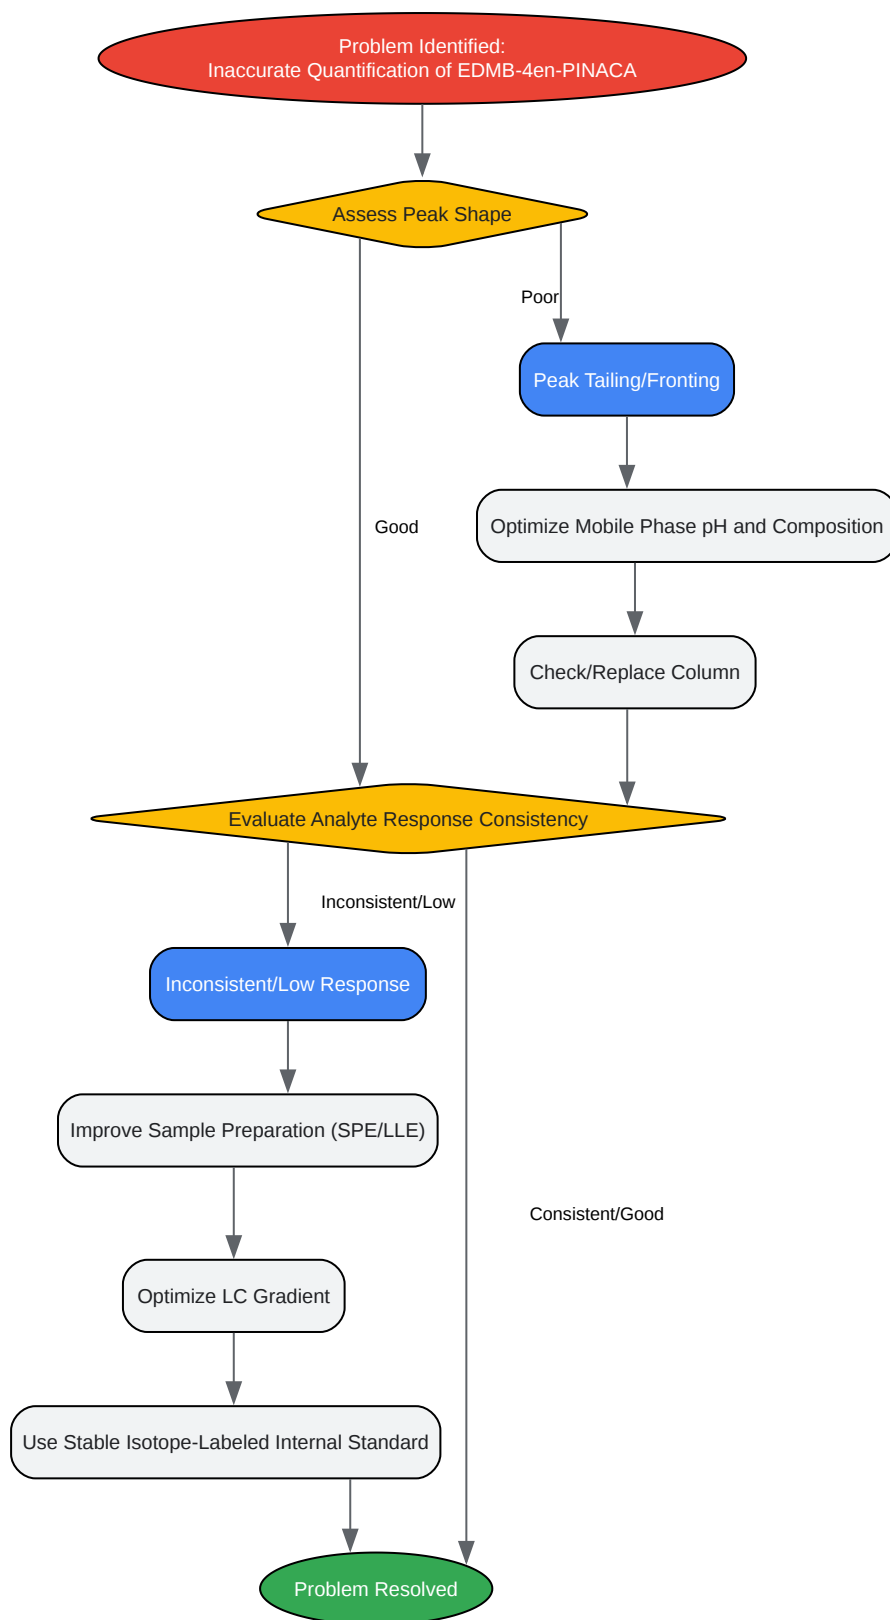 Problem Identified:
Inaccurate Quantification of EDMB-4en-PINACA
Assess Peak Shape
Poor
Peak Tailing/Fronting
Good
Optimize Mobile Phase pH and Composition
Check/Replace Column
Evaluate Analyte Response Consistency
Inconsistent/Low
Inconsistent/Low Response
Improve Sample Preparation (SPE/LLE)
Consistent/Good
Optimize LC Gradient
Use Stable Isotope-Labeled Internal Standard
Problem Resolved